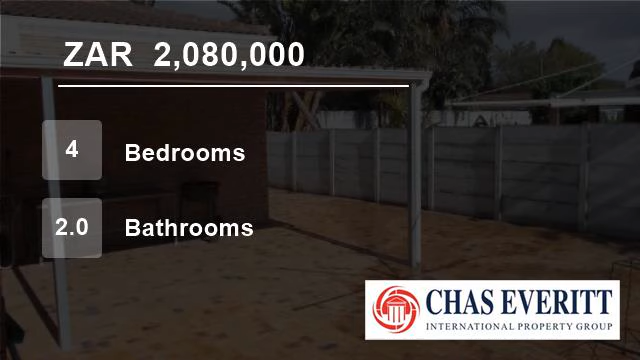 ZAR 2,080,000
4
Bedrooms
2.0
Bathrooms
CHAS EVERITT
INTERNATIONAL PROPERTY GROUP